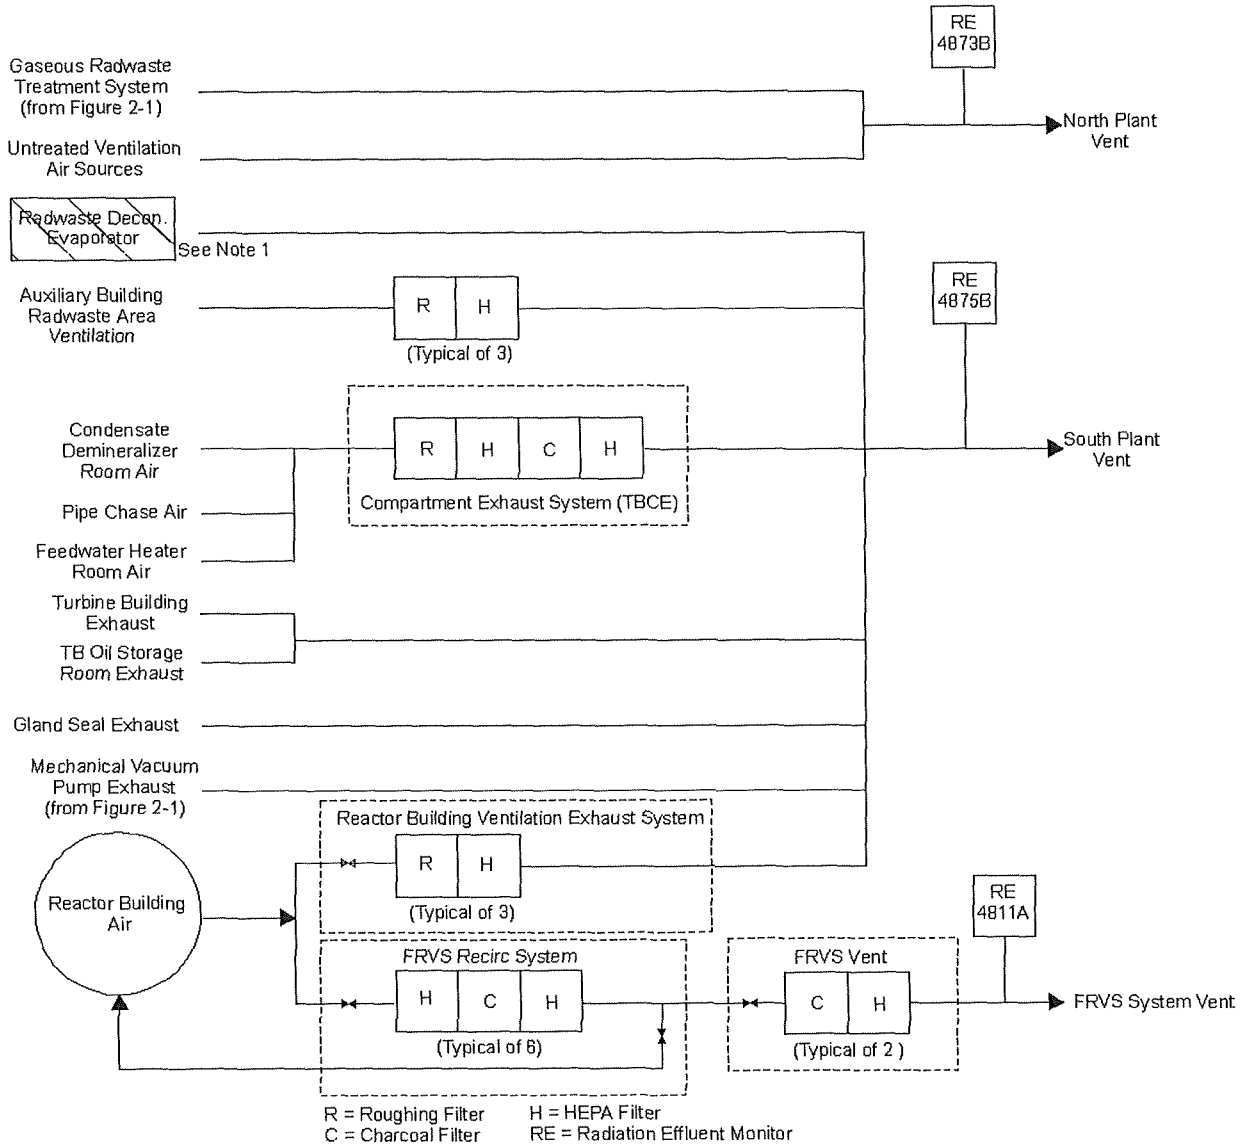 RE
4873B
Gaseous Radwaste
Treatment System
(from Figure 2-1)
North Plant
Vent
Untreated Ventilation
Air Sources
Radwaste Decon.
Evaporator
See Note 1
RE
4875B
Auxiliary Building
Radwaste Area
Ventilation
R H
(Typical of 3)
Condensate
Demineralizer
Room Air
R H C H
South Plant
Vent
Compartment Exhaust System (TBCE)
Pipe Chase Air
Feedwater Heater
Room Air
Turbine Building
Exhaust
TB Oil Storage
Room Exhaust
Gland Seal Exhaust
Mechanical Vacuum
Pump Exhaust
(from Figure 2-1)
Reactor Building Ventilation Exhaust System
R H
(Typical of 3)
Reactor Building
Air
RE
4811A
FRVS Recirc System
H C H
(Typical of 6)
FRVS Vent
C H
(Typical of 2 )
FRVS System Vent
R = Roughing Filter H = HEPA Filter
C = Charcoal Filter RE = Radiation Effluent Monitor